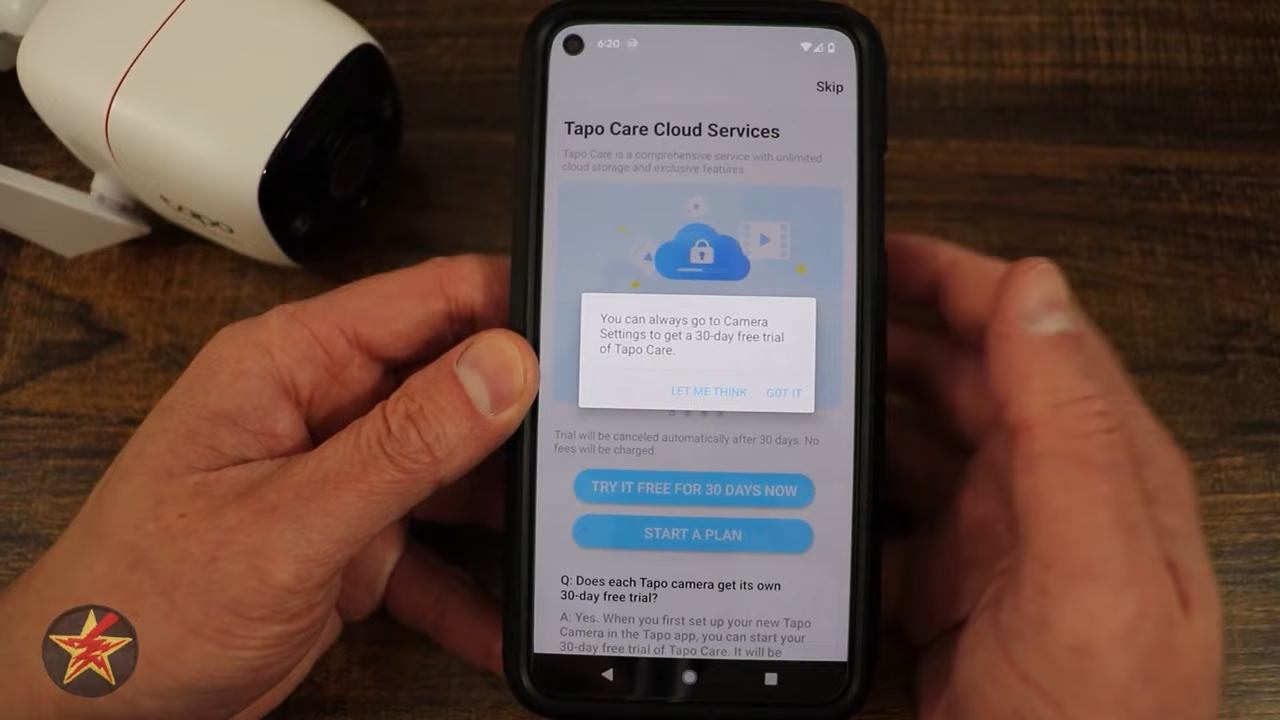 6:20
Skip
Tapo Care Cloud Services
Tapo Care is a comprehensive service with unlimited
cloud storage and exclusive features.
You can always go to Camera
Settings to get a 30-day free trial
of Tapo Care.
LET ME THINK GOT IT
Trial will be canceled automatically after 30 days. No
fees will be charged.
TRY IT FREE FOR 30 DAYS NOW
START A PLAN
Q: Does each Tapo camera get its own
30-day free trial?
A: Yes. When you first set up your new Tapo
Camera in the Tapo app, you can start your
30-day free trial of Tapo Care. It will be
tapo